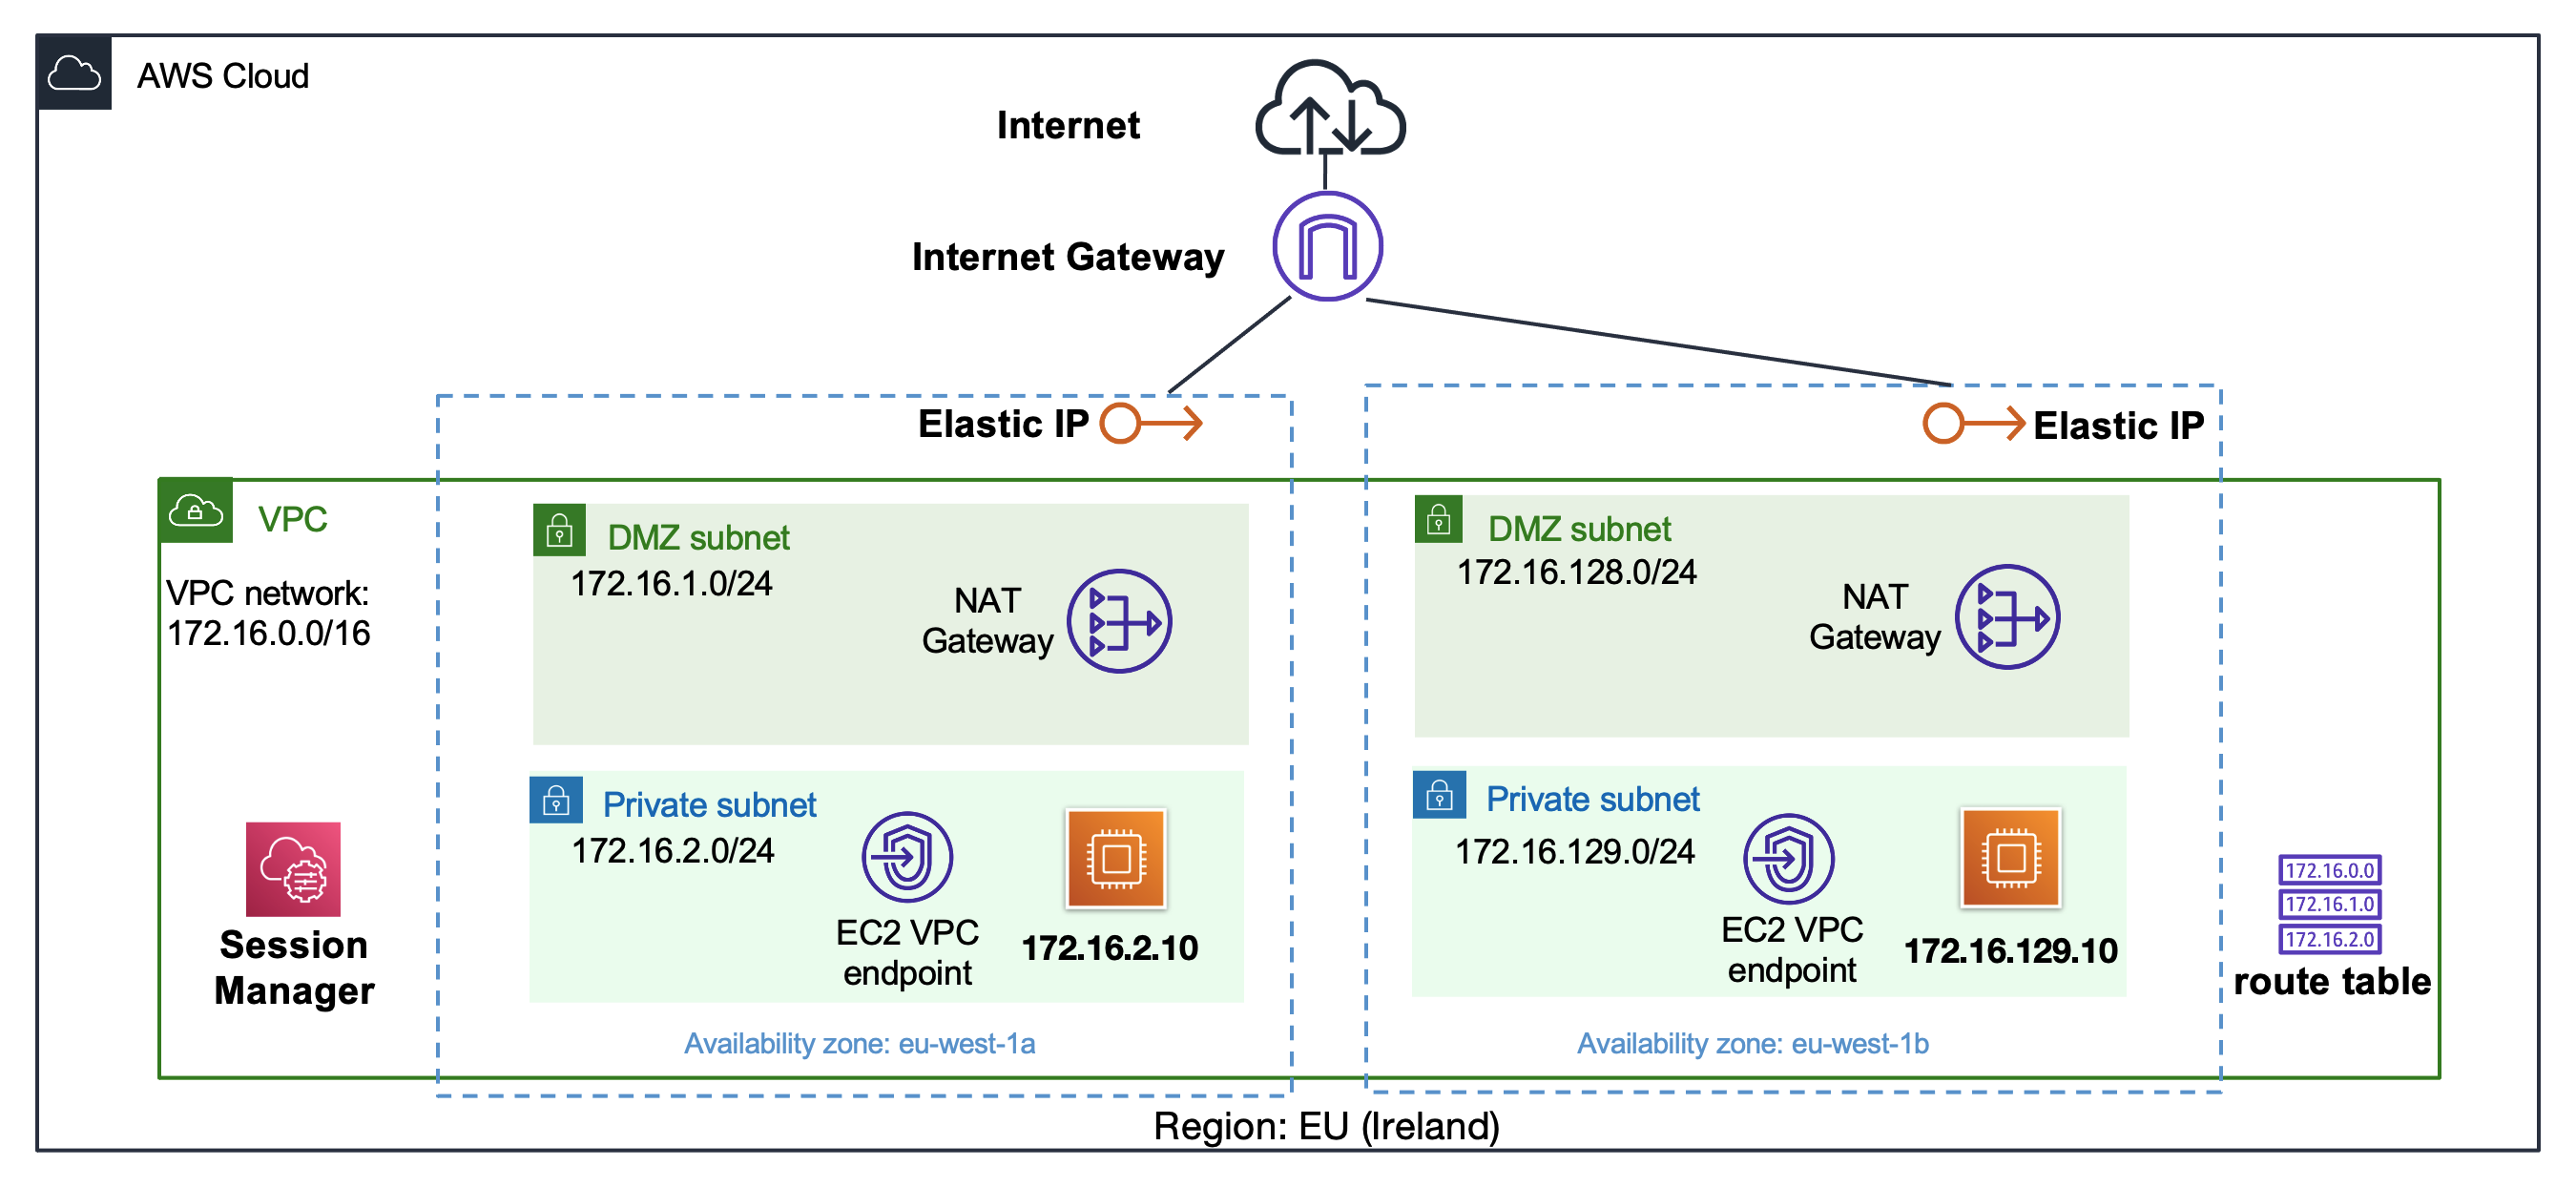 AWS Cloud
Internet
Internet Gateway
Elastic IP
Elastic IP
VPC
VPC network:
172.16.0.0/16
DMZ subnet
172.16.1.0/24
NAT
Gateway
DMZ subnet
172.16.128.0/24
NAT
Gateway
Private subnet
172.16.2.0/24
EC2 VPC
endpoint
172.16.2.10
Private subnet
172.16.129.0/24
EC2 VPC
endpoint
172.16.129.10
Session
Manager
172.16.0.0
172.16.1.0
172.16.2.0
route table
Availability zone: eu-west-1a
Availability zone: eu-west-1b
Region: EU (Ireland)